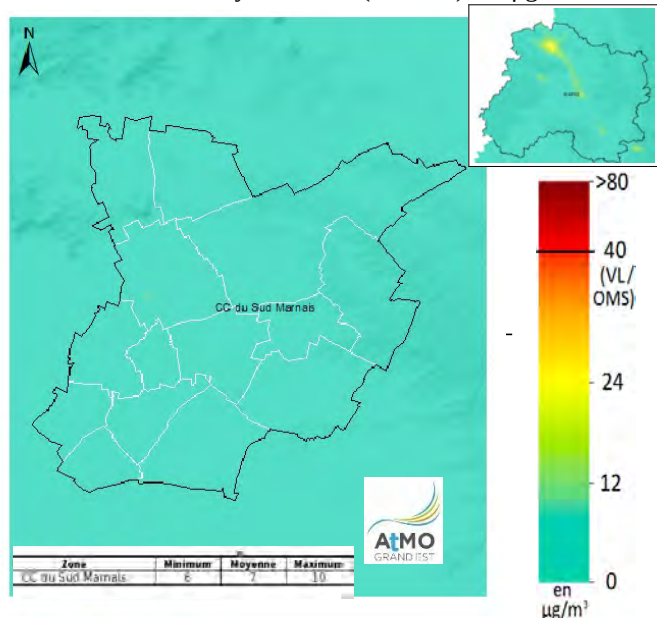 N
CC du Sud Marnais
Zone Minimum Moyenne Maximum
CC du Sud Marnais 6 7 10
AtMO
GRAND EST
>80
40
(VL/
OMS)
24
12
0
en
µg/m³